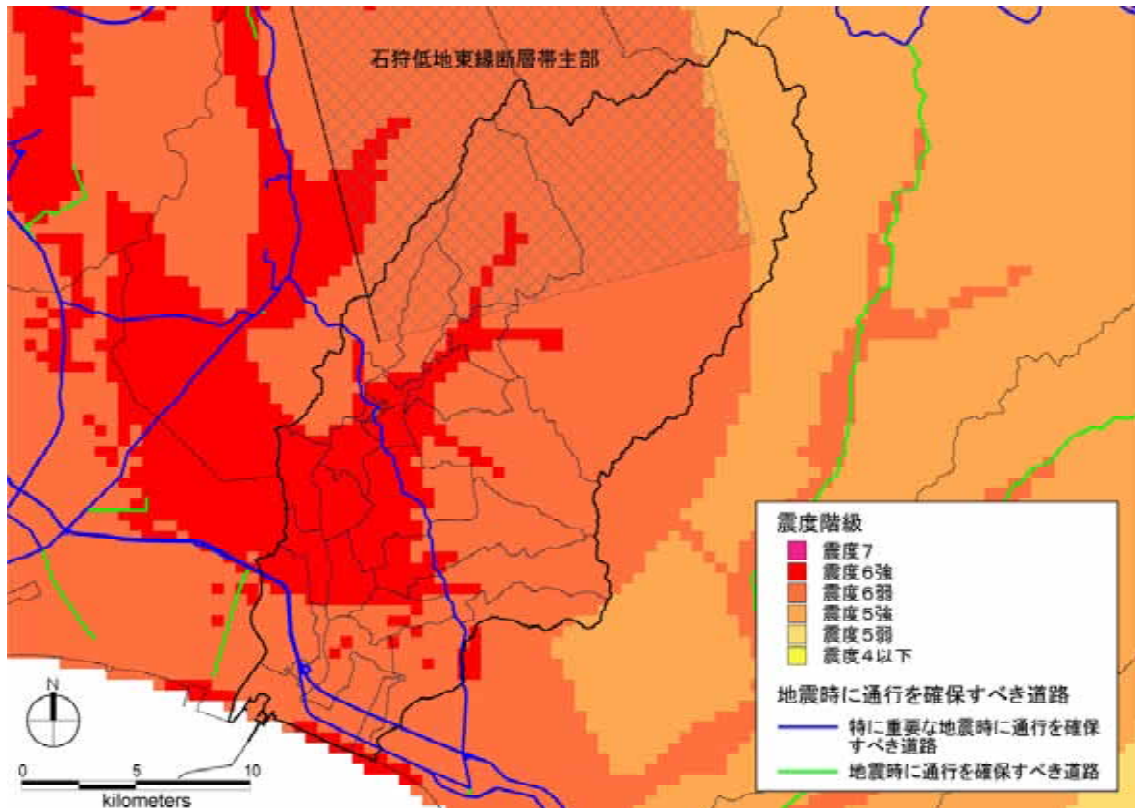 石狩低地東縁断層帯主部
震度階級
震度7
震度6強
震度6弱
震度5強
震度5弱
震度4以下
地震時に通行を確保すべき道路
特に重要な地震時に通行を確保
すべき道路
地震時に通行を確保すべき道路
N
0 5 10
kilometers